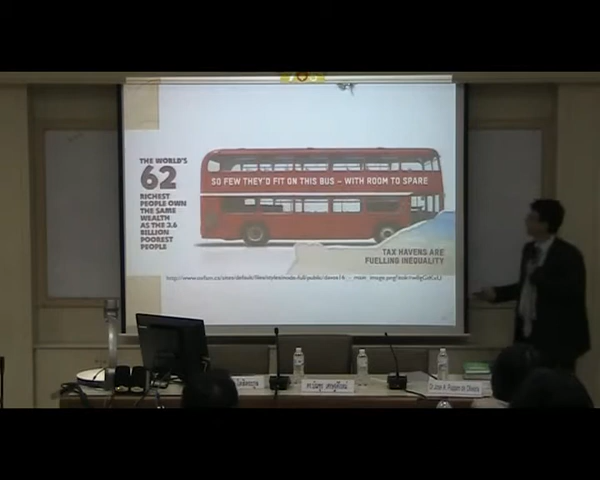 THE WORLD'S
62
RICHEST
PEOPLE OWN
THE SAME
WEALTH
AS THE 3.6
BILLION
POOREST
PEOPLE
SO FEW THEY'D FIT ON THIS BUS – WITH ROOM TO SPARE
TAX HAVENS ARE
FUELLING INEQUALITY